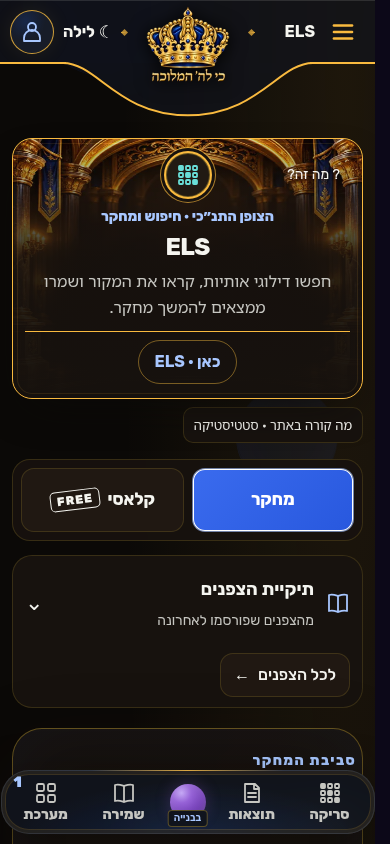 ELS
לילה
כי לה' המלוכה
? מה זה?
הצופן התנ״כי • חיפוש ומחקר
ELS
חפשו דילוגי אותיות, קראו את המקור ושמרו
ממצאים להמשך מחקר.
כאן • ELS
מה קורה באתר • סטטיסטיקה
מחקר
קלאסי FREE
תיקיית הצפנים
מהצפנים שפורסמו לאחרונה
לכל הצפנים ←
סביבת המחקר
סריקה
תוצאות
בבנייה
שמירה
מערכת
1